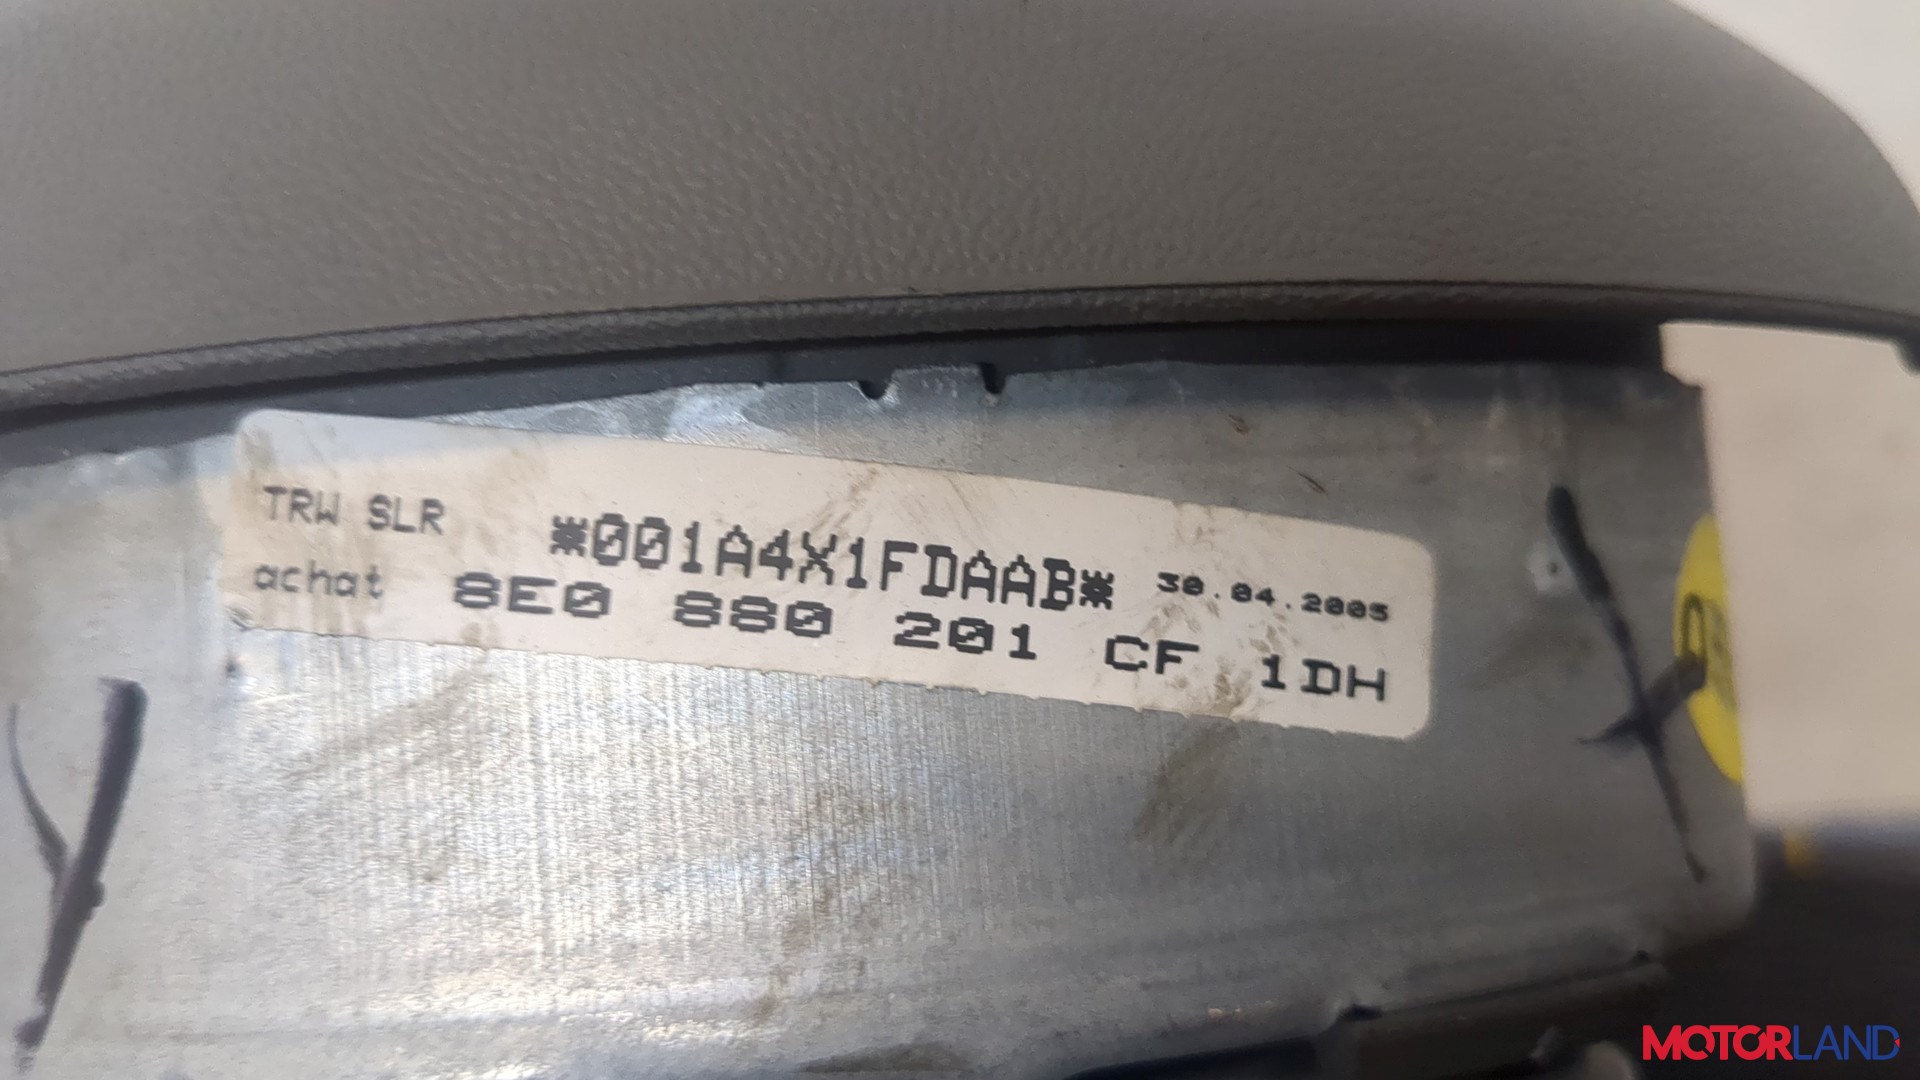 TRW SLR *001A4X1FDAAB* 30.04.2005
achat 8E0 880 201 CF 1DH
MOTORLAND